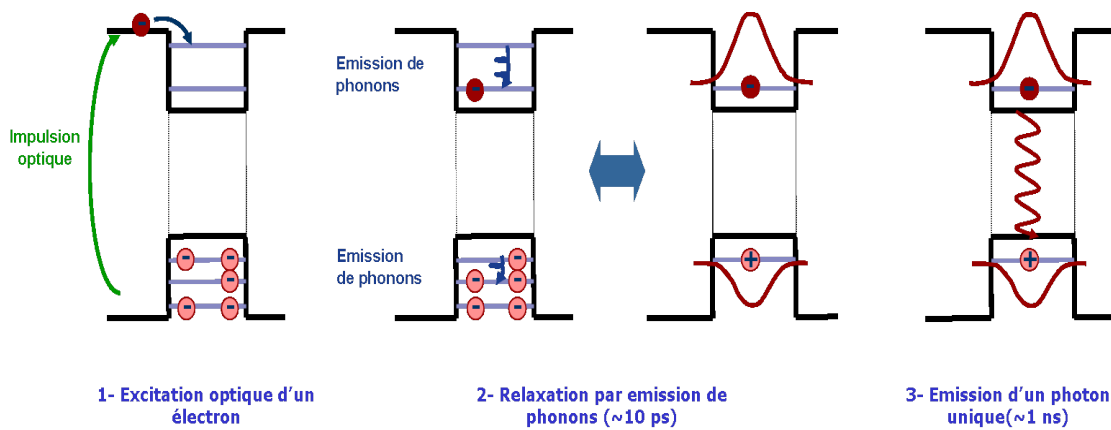 Impulsion
optique
Emission de
phonons
Emission
de phonons
-
-
-
-
-
-
-
-
-
-
-
-
-
+
-
+
1- Excitation optique d'un
électron
2- Relaxation par emission de
phonons (~10 ps)
3- Emission d'un photon
unique(~1 ns)